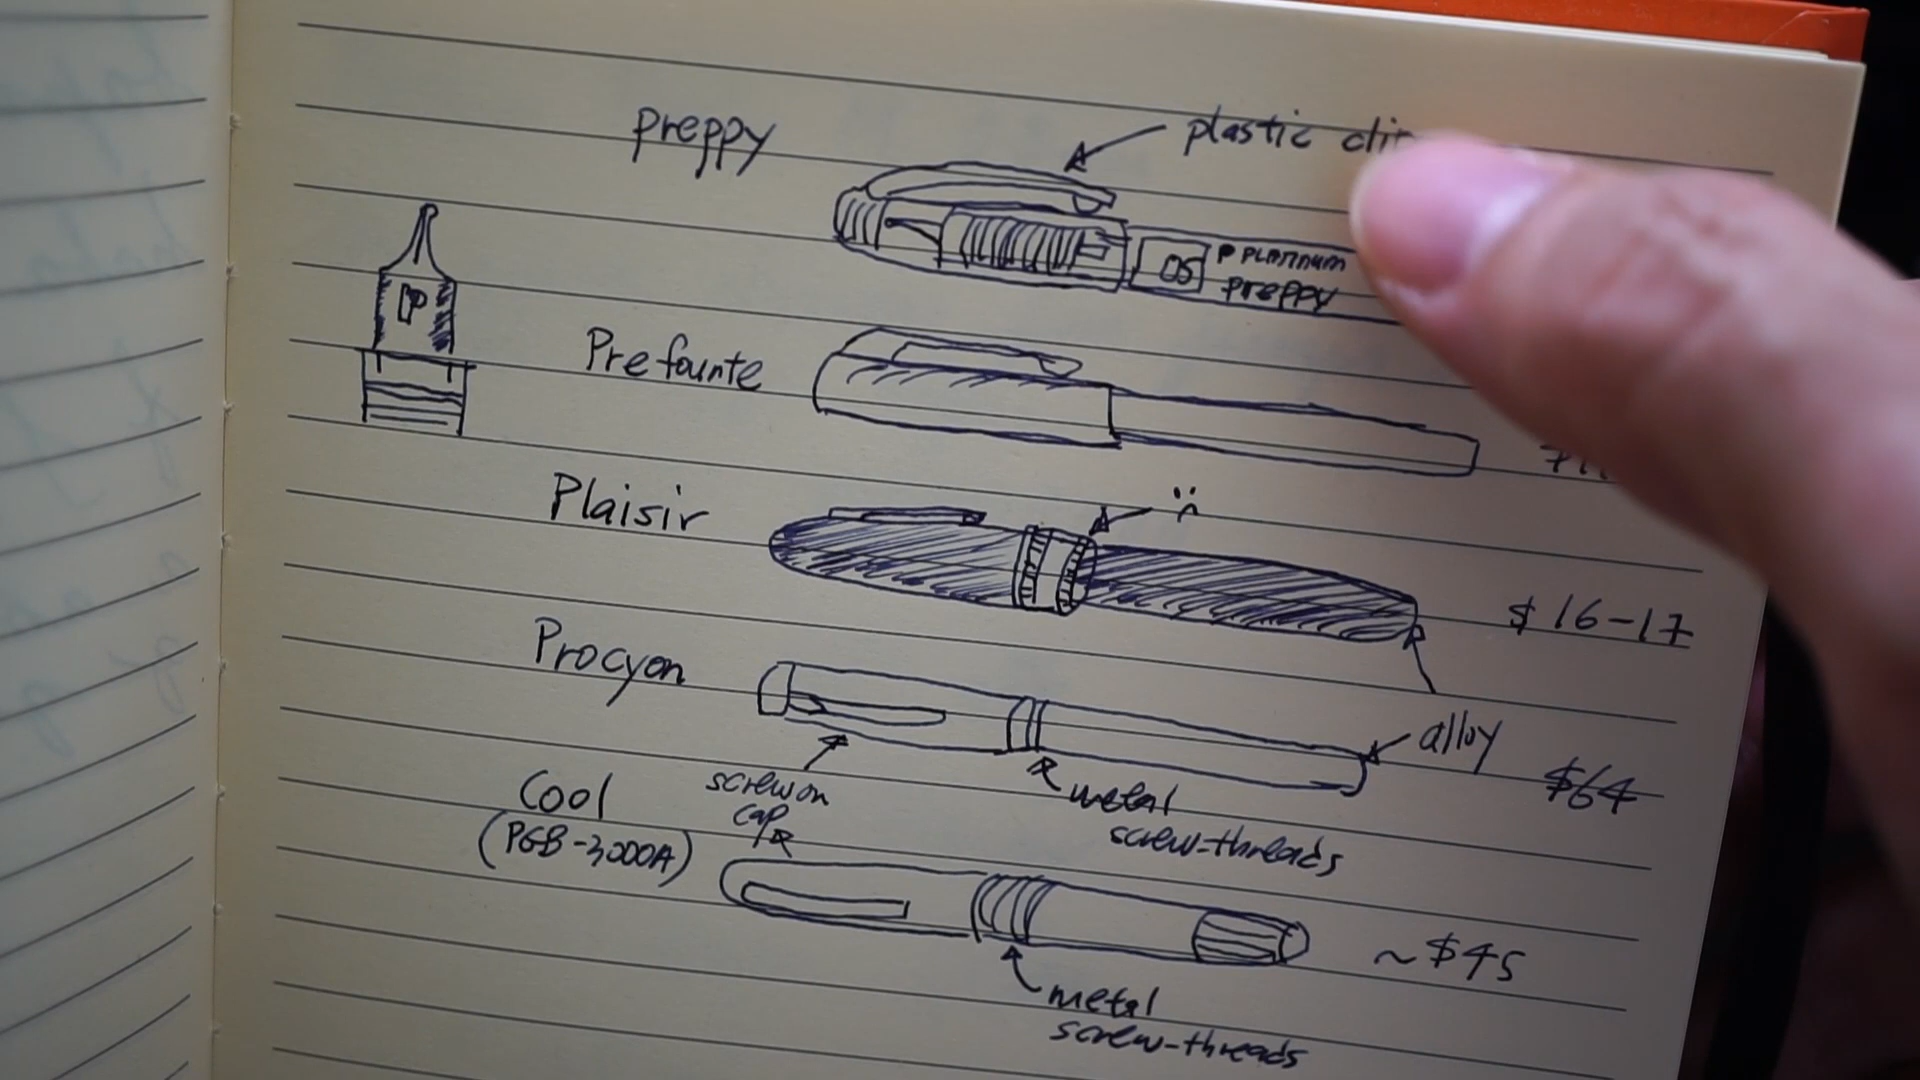 preppy
plastic
05 P PLATINUM
preppy
P
Prefounte
Plaisir
$16-17
Procyon
alloy
$64
screw on
cap
metal
screw-threads
Cool
(PGB-3000A)
~$45
metal
screw-threads